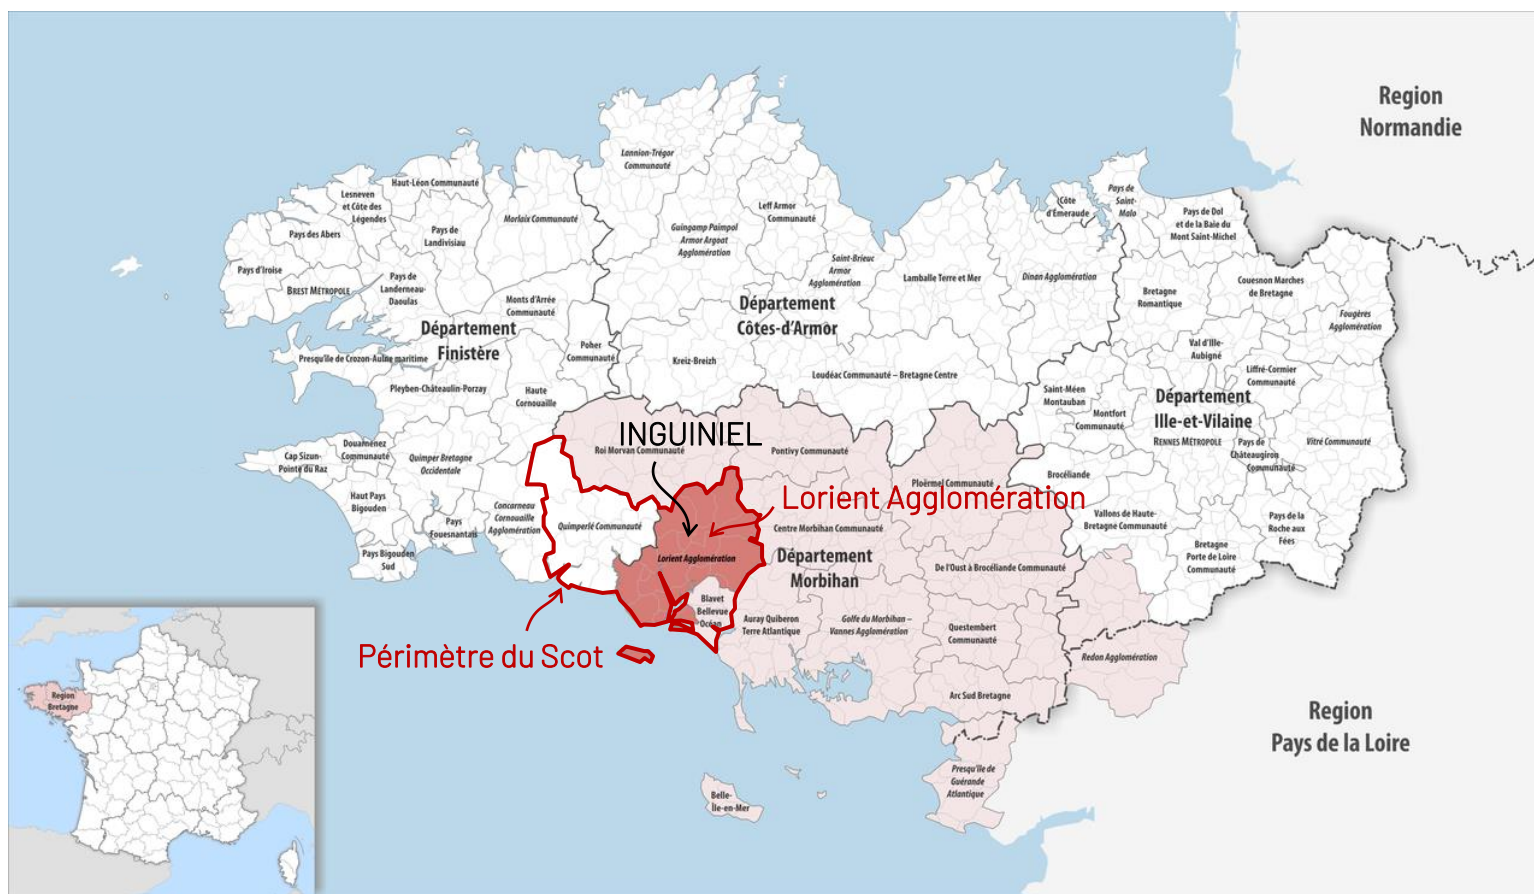 Region
Normandie
Lannion-Trégor
Communauté
Haut-Léon Communauté
Lesneven
et Côte des
Légendes
Morlaix Communauté
Pays des Abers
Pays de
Landivisiau
Leff Armor
Communauté
Guingamp Paimpol
Armor Argoat
Agglomération
Côte
d'Émeraude
Pays de
Saint-
Malo
Pays de Dol
et de la Baie du
Mont Saint-Michel
Pays d'Iroise
BREST MÉTROPOLE
Pays de
Landerneau-
Daoulas
Monts d'Arrée
Communauté
Saint-Brieuc
Armor
Agglomération
Lamballe Terre et Mer
Dinan Agglomération
Bretagne
Romantique
Couesnon Marches
de Bretagne
Fougères
Agglomération
Département
Finistère
Département
Côtes-d'Armor
Presqu'île de Crozon-Aulne maritime
Poher
Communauté
Kreiz-Breizh
Loudéac Communauté – Bretagne Centre
Val d'Ille-
Aubigné
Liffré-Cormier
Communauté
Pleyben-Châteaulin-Porzay
Haute
Cornouaille
Saint-Méen
Montauban
Montfort
Communauté
Département
Ille-et-Vilaine
RENNES MÉTROPOLE
Pays de
Châteaugiron
Communauté
Vitré Communauté
Cap Sizun-
Pointe du Raz
Douarnenez
Communauté
Quimper Bretagne
Occidentale
INGUINIEL
Roi Morvan Communauté
Pontivy Communauté
Ploërmel Communauté
Brocéliande
Haut Pays
Bigouden
Pays
Fouesnantais
Concarneau
Cornouaille
Agglomération
Quimperlé Communauté
Lorient Agglomération
Centre Morbihan Communauté
Vallons de Haute-
Bretagne Communauté
Pays de la
Roche aux
Fées
Pays Bigouden
Sud
Lorient Agglomération
Département
Morbihan
De l'Oust à Brocéliande Communauté
Bretagne
Porte de Loire
Communauté
Blavet
Bellevue
Océan
Auray Quiberon
Terre Atlantique
Golfe du Morbihan –
Vannes Agglomération
Questembert
Communauté
Redon Agglomération
Périmètre du Scot
Arc Sud Bretagne
Region
Bretagne
Region
Pays de la Loire
Presqu'île de
Guérande
Atlantique
Belle-
Île-en-Mer